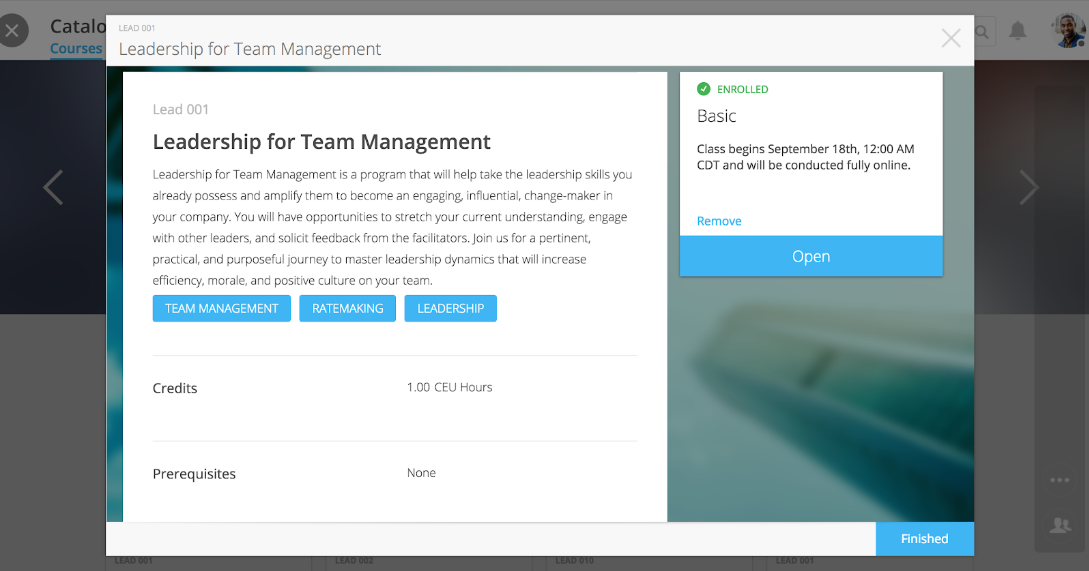 Catalo
Courses
LEAD 001
Leadership for Team Management
Lead 001
Leadership for Team Management
Leadership for Team Management is a program that will help take the leadership skills you
already possess and amplify them to become an engaging, influential, change-maker in
your company. You will have opportunities to stretch your current understanding, engage
with other leaders, and solicit feedback from the facilitators. Join us for a pertinent,
practical, and purposeful journey to master leadership dynamics that will increase
efficiency, morale, and positive culture on your team.
TEAM MANAGEMENT RATEMAKING LEADERSHIP
Credits 1.00 CEU Hours
Prerequisites None
ENROLLED
Basic
Class begins September 18th, 12:00 AM
CDT and will be conducted fully online.
Remove
Open
Finished
LEAD 001 LEAD 002 LEAD 010 LEAD 001